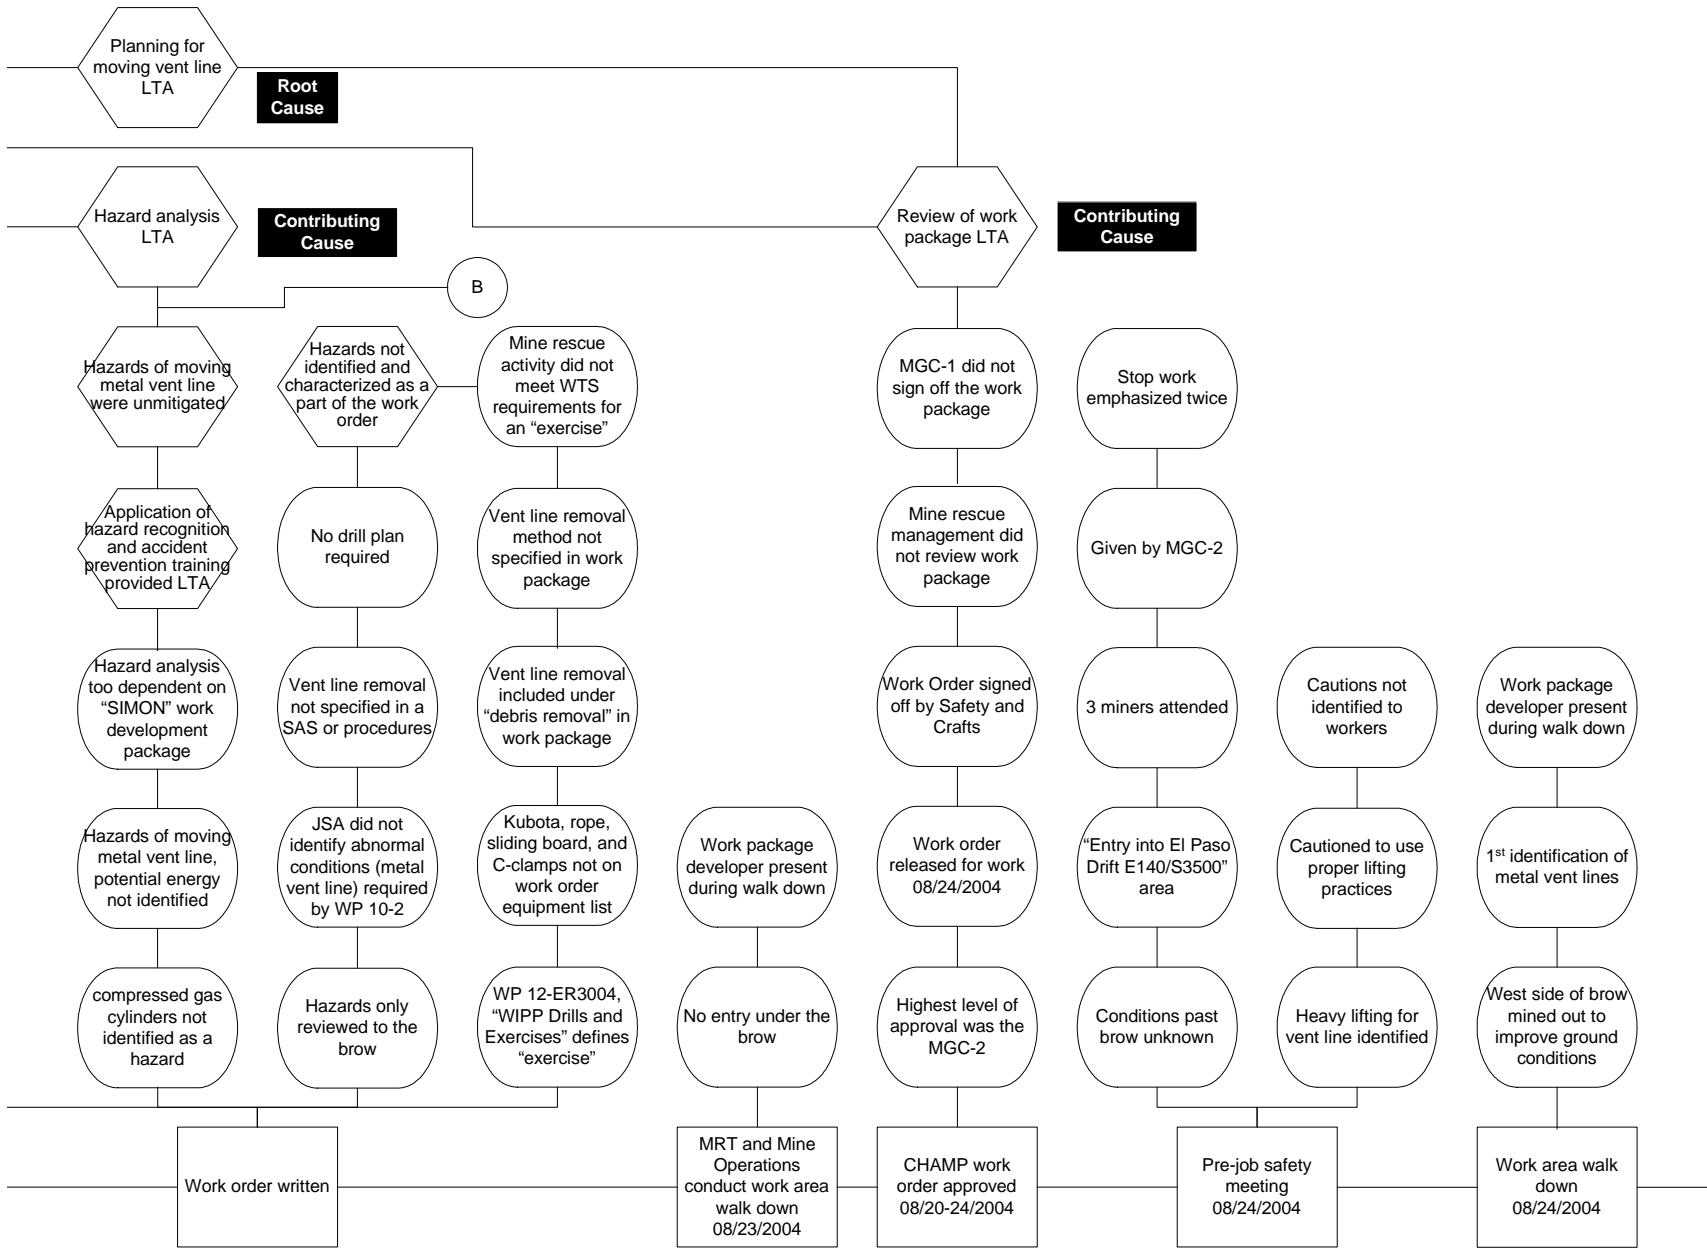 Planning for
moving vent line
LTA
Root
Cause
Hazard analysis
LTA
Contributing
Cause
Review of work
package LTA
Contributing
Cause
B
Hazards of moving
metal vent line
were unmitigated
Hazards not
identified and
characterized as a
part of the work
order
Mine rescue
activity did not
meet WTS
requirements for
an “exercise”
MGC-1 did not
sign off the work
package
Stop work
emphasized twice
Application of
hazard recognition
and accident
prevention training
provided LTA
No drill plan
required
Vent line removal
method not
specified in work
package
Mine rescue
management did
not review work
package
Given by MGC-2
Hazard analysis
too dependent on
“SIMON” work
development
package
Vent line removal
not specified in a
SAS or procedures
Vent line removal
included under
“debris removal” in
work package
Work Order signed
off by Safety and
Crafts
3 miners attended
Cautions not
identified to
workers
Work package
developer present
during walk down
Hazards of moving
metal vent line,
potential energy
not identified
JSA did not
identify abnormal
conditions (metal
vent line) required
by WP 10-2
Kubota, rope,
sliding board, and
C-clamps not on
work order
equipment list
Work package
developer present
during walk down
Work order
released for work
08/24/2004
“Entry into El Paso
Drift E140/S3500”
area
Cautioned to use
proper lifting
practices
1st identification of
metal vent lines
compressed gas
cylinders not
identified as a
hazard
Hazards only
reviewed to the
brow
WP 12-ER3004,
“WIPP Drills and
Exercises” defines
“exercise”
No entry under the
brow
Highest level of
approval was the
MGC-2
Conditions past
brow unknown
Heavy lifting for
vent line identified
West side of brow
mined out to
improve ground
conditions
Work order written
MRT and Mine
Operations
conduct work area
walk down
08/23/2004
CHAMP work
order approved
08/20-24/2004
Pre-job safety
meeting
08/24/2004
Work area walk
down
08/24/2004